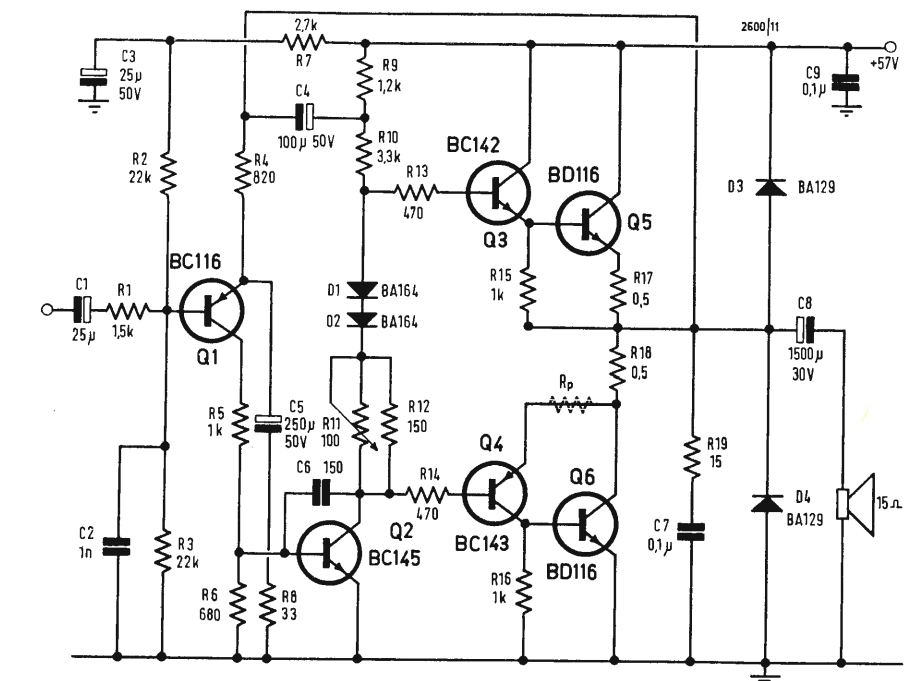 2600/11
2,7k
R7
+57V
C3
25µ
50V
R9
1,2k
C9
0,1µ
C4
100µ 50V
R10
3,3k
R2
22k
R4
820
BC142
R13
470
BD116
D3
BA129
Q3
Q5
BC116
R15
1k
R17
0,5
C1
25µ
R1
1,5k
D1
BA164
D2
BA164
C8
1500µ
30V
Q1
R18
0,5
Rp
R5
1k
C5
250µ
50V
R11
100
R12
150
R19
15
Q4
C6
150
R14
470
Q6
Q2
D4
BA129
15Ω
C2
1n
R3
22k
BC145
BC143
C7
0,1µ
BD116
R6
680
R8
33
R16
1k